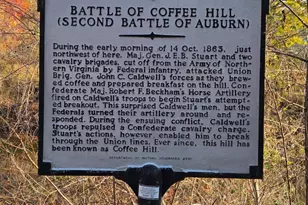 BATTLE OF COFFEE HILL
(SECOND BATTLE OF AUBURN)
During the early morning of 14 Oct. 1863, just
northwest of here, Maj. Gen. J. E. B. Stuart and two
cavalry brigades, cut off from the Army of North-
ern Virginia by Federal infantry, attacked Union
Brig. Gen. John C. Caldwell's forces as they brew-
ed coffee and prepared breakfast on the hill. Con-
federate Maj. Robert F. Beckham's Horse Artillery
fired on Caldwell's troops to begin Stuart's attempt-
ed breakout. This surprised Caldwell's men, but the
Federals turned their artillery around and re-
sponded. During the ensuing conflict, Caldwell's
troops repulsed a Confederate cavalry charge.
Stuart's actions, however, enabled him to break
through the Union lines. Ever since, this hill has
been known as Coffee Hill.
DEPARTMENT OF HISTORIC RESOURCES, 1999